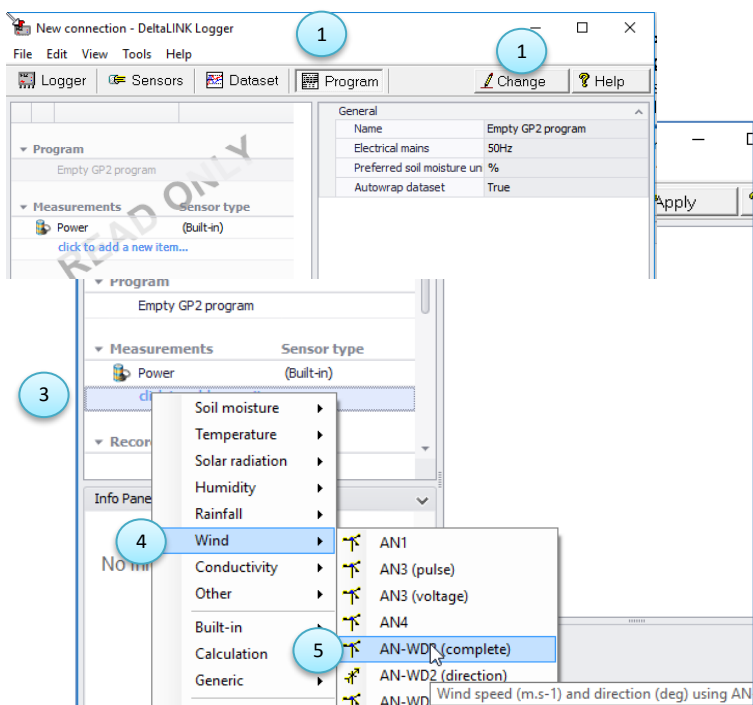 New connection - DeltaLINK Logger
1
File Edit View Tools Help
1
Logger Sensors Dataset Program Change Help
General
Name Empty GP2 program
Electrical mains 50Hz
Preferred soil moisture un %
Autowrap dataset True
Program
Empty GP2 program
READ ONLY
Measurements Sensor type
Power (Built-in)
click to add a new item...
Apply
Program
Empty GP2 program
Measurements Sensor type
Power (Built-in)
3
Soil moisture
Temperature
Recor
Solar radiation
Humidity
Info Pane
Rainfall
4
Wind
AN1
No
Conductivity
AN3 (pulse)
Other
AN3 (voltage)
Built-in
AN4
5
Calculation
AN-WD2 (complete)
Generic
AN-WD2 (direction)
AN-WD
Wind speed (m.s-1) and direction (deg) using AN